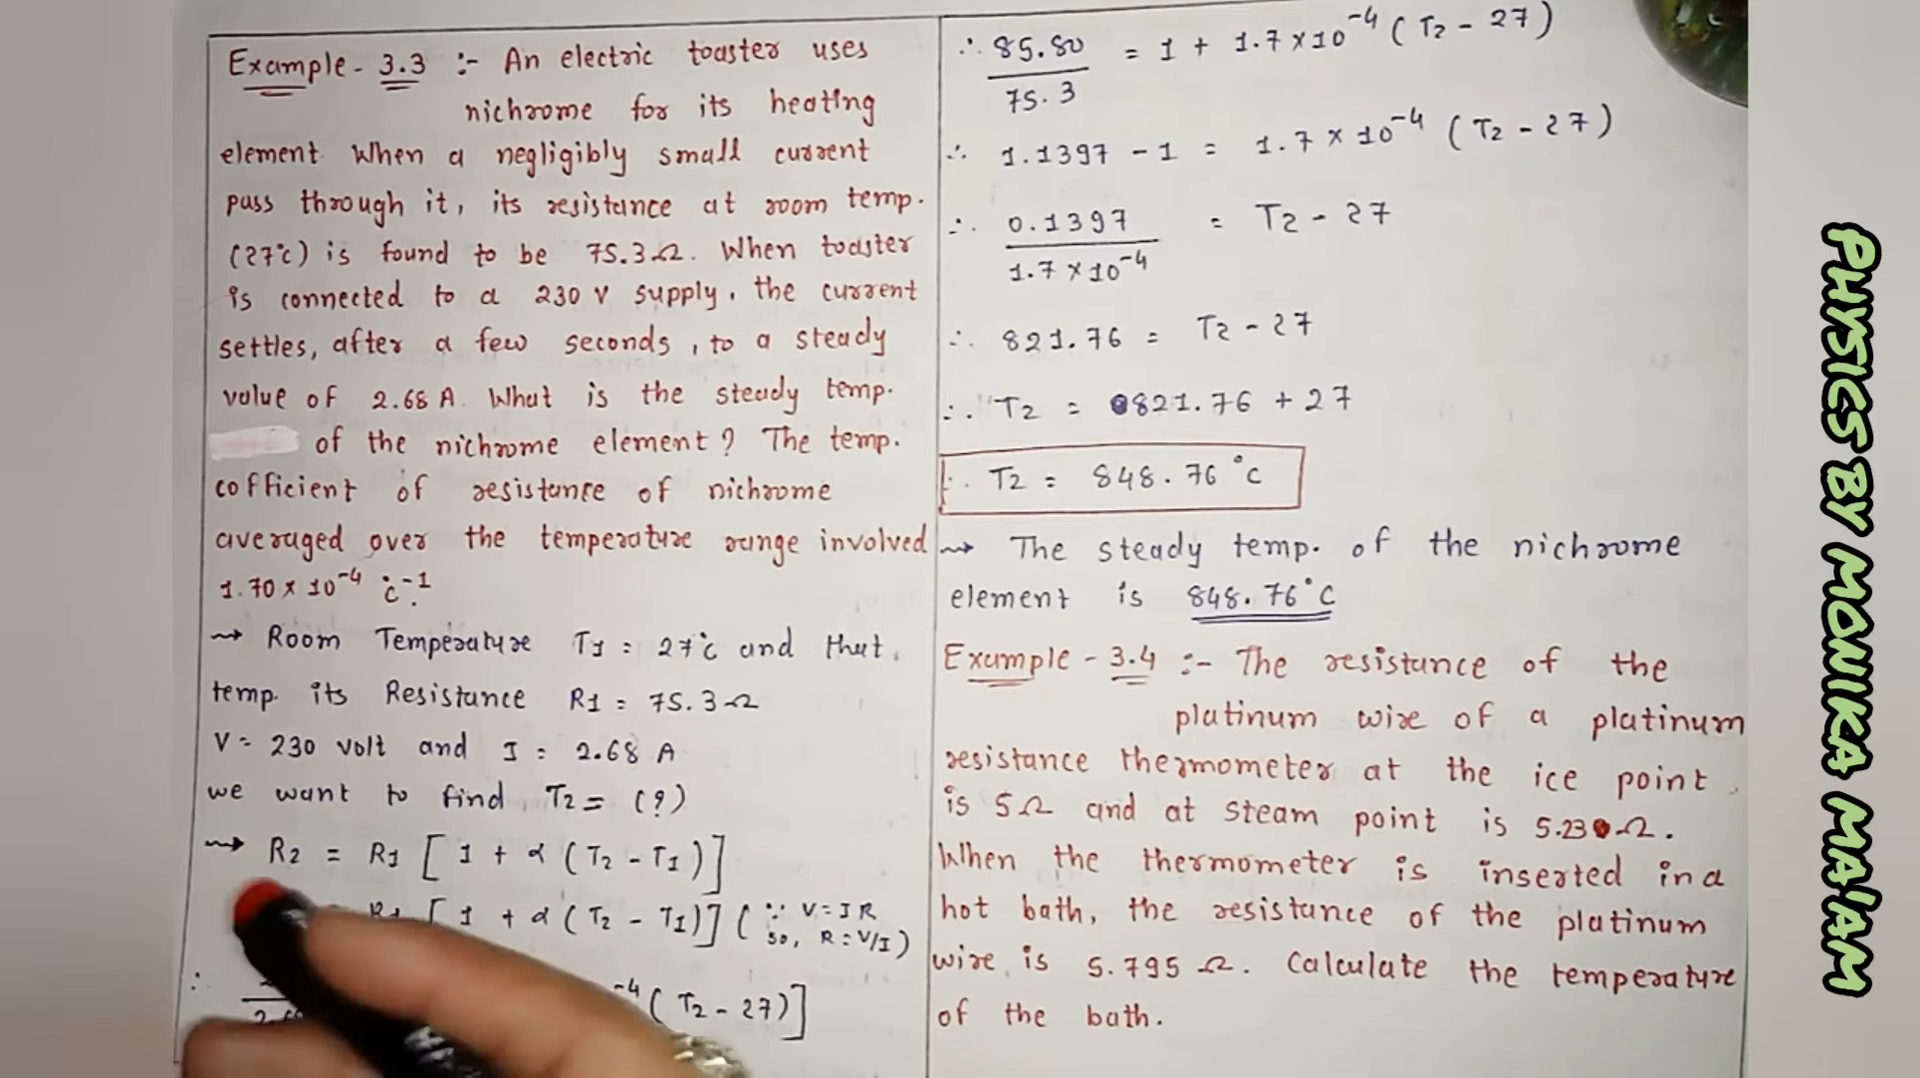 Example - 3.3 :- An electric toaster uses
nichrome for its heating
element. When a negligibly small current
pass through it, its resistance at room temp.
(27°c) is found to be 75.3Ω. When toaster
is connected to a 230 V supply, the current
settles, after a few seconds, to a steady
value of 2.68 A. What is the steady temp.
of the nichrome element? The temp.
cofficient of resistance of nichrome
averaged over the temperature range involved
1.70 x 10⁻⁴ °c⁻¹.
⇝ Room Temperature T1 = 27°c and that.
temp. its Resistance R1 = 75.3Ω
V = 230 volt and I = 2.68 A
we want to find T2 = (?)
⇝ R2 = R1 [ 1 + α ( T2 - T1 ) ]
[ 1 + α ( T2 - T1 ) ] ( ∵ V = IR
so, R = V/I )
∴
⁻⁴ ( T2 - 27 ) ]
∴ 85.80 / 75.3 = 1 + 1.7 x 10⁻⁴ ( T2 - 27 )
∴ 1.1397 - 1 = 1.7 x 10⁻⁴ ( T2 - 27 )
∴ 0.1397 / 1.7 x 10⁻⁴ = T2 - 27
∴ 821.76 = T2 - 27
∴ T2 = 821.76 + 27
∴ T2 = 848.76 °c
⇝ The steady temp. of the nichrome
element is 848.76°c
Example - 3.4 :- The resistance of the
platinum wire of a platinum
resistance thermometer at the ice point
is 5Ω and at steam point is 5.23Ω.
When the thermometer is inserted in a
hot bath, the resistance of the platinum
wire is 5.795 Ω. Calculate the temperature
of the bath.
PHYSICS BY MONIKA MA'AM